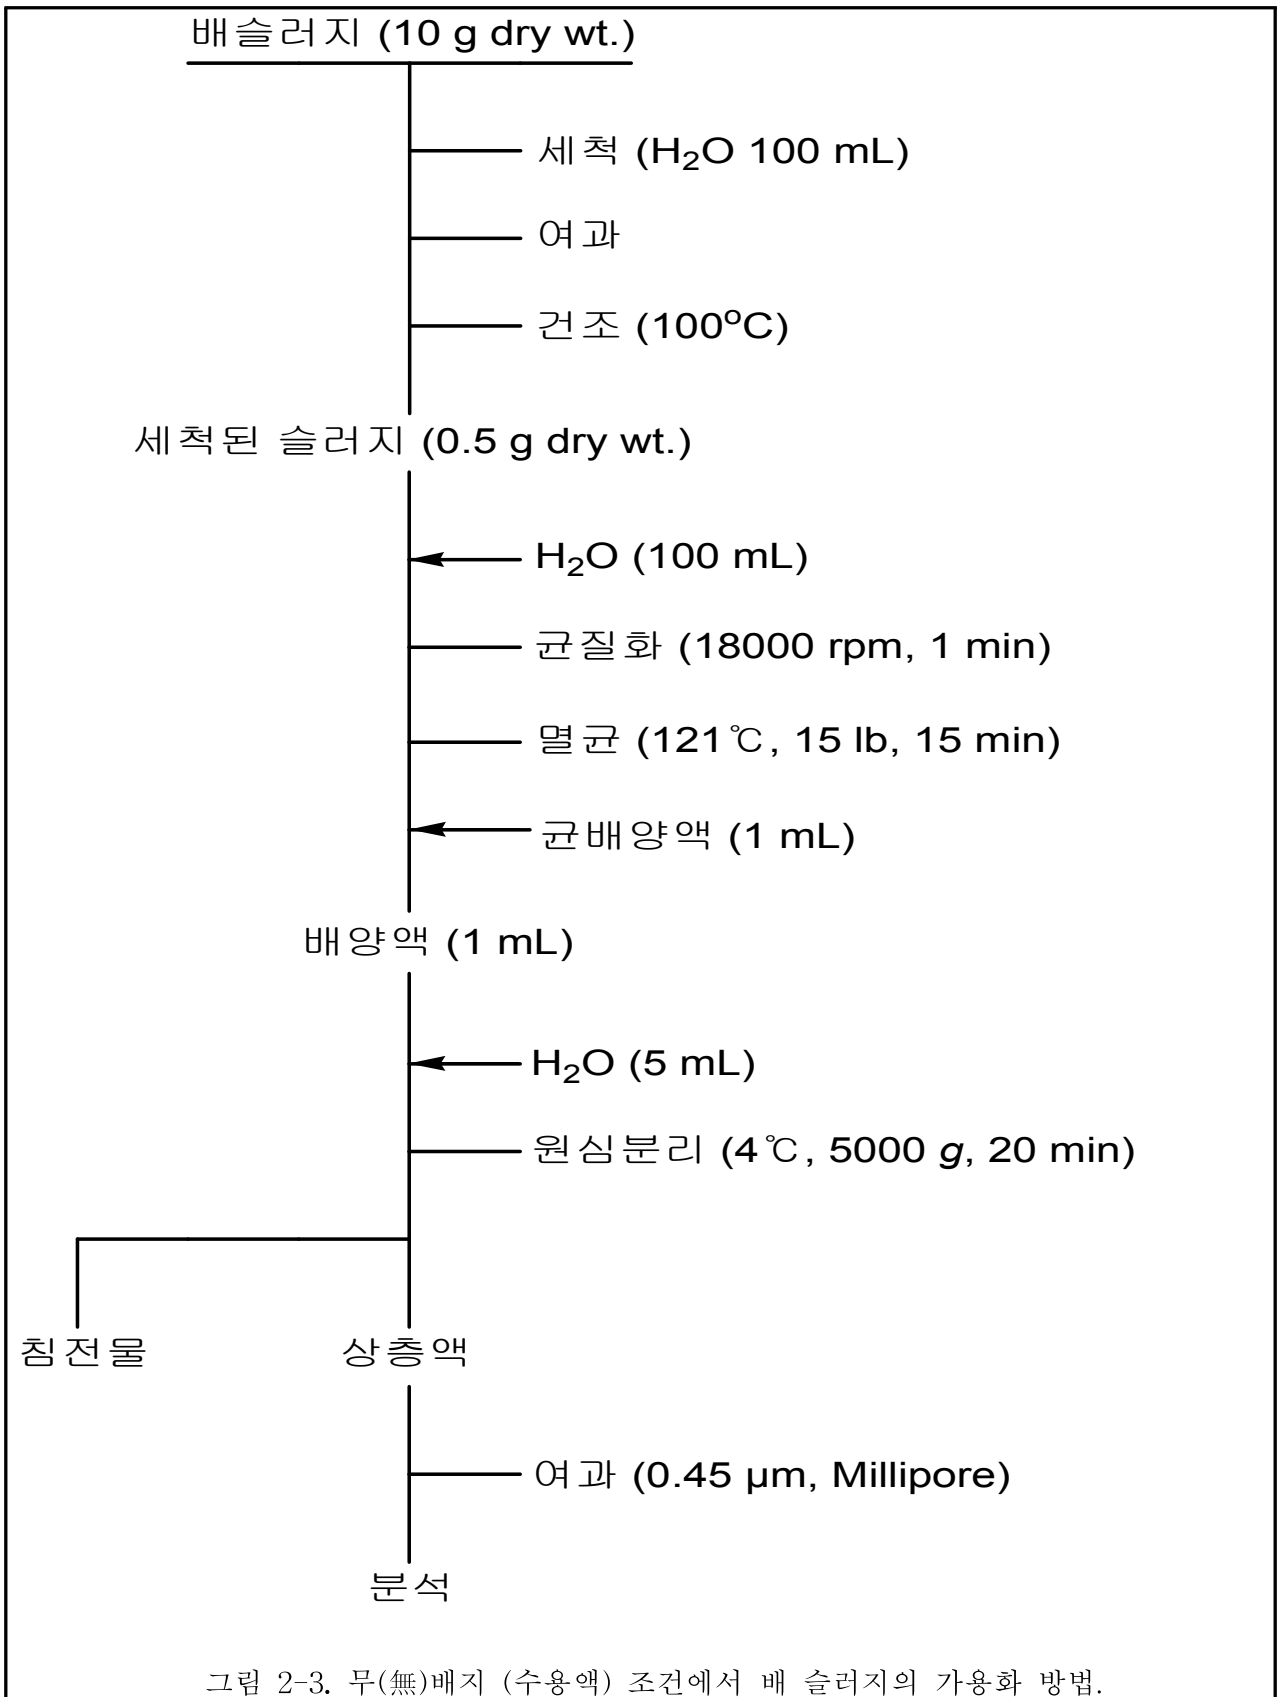 배슬러지 (10 g dry wt.)
세척 (H₂O 100 mL)
여과
건조 (100ºC)
세척된 슬러지 (0.5 g dry wt.)
H₂O (100 mL)
균질화 (18000 rpm, 1 min)
멸균 (121℃, 15 lb, 15 min)
균배양액 (1 mL)
배양액 (1 mL)
H₂O (5 mL)
원심분리 (4℃, 5000 g, 20 min)
침전물 상층액
여과 (0.45 μm, Millipore)
분석
그림 2-3. 무(無)배지 (수용액) 조건에서 배 슬러지의 가용화 방법.